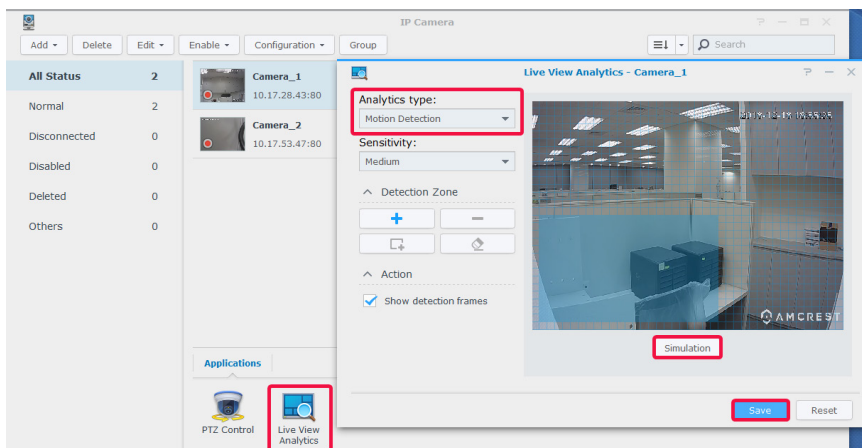 IP Camera
Add
Delete
Edit
Enable
Configuration
Group
Search
All Status 2
Normal 2
Disconnected 0
Disabled 0
Deleted 0
Others 0
Camera_1
10.17.28.43:80
Camera_2
10.17.53.47:80
Applications
PTZ Control
Live View
Analytics
Live View Analytics - Camera_1
Analytics type:
Motion Detection
Sensitivity:
Medium
Detection Zone
Action
Show detection frames
AMCREST
Simulation
Save
Reset